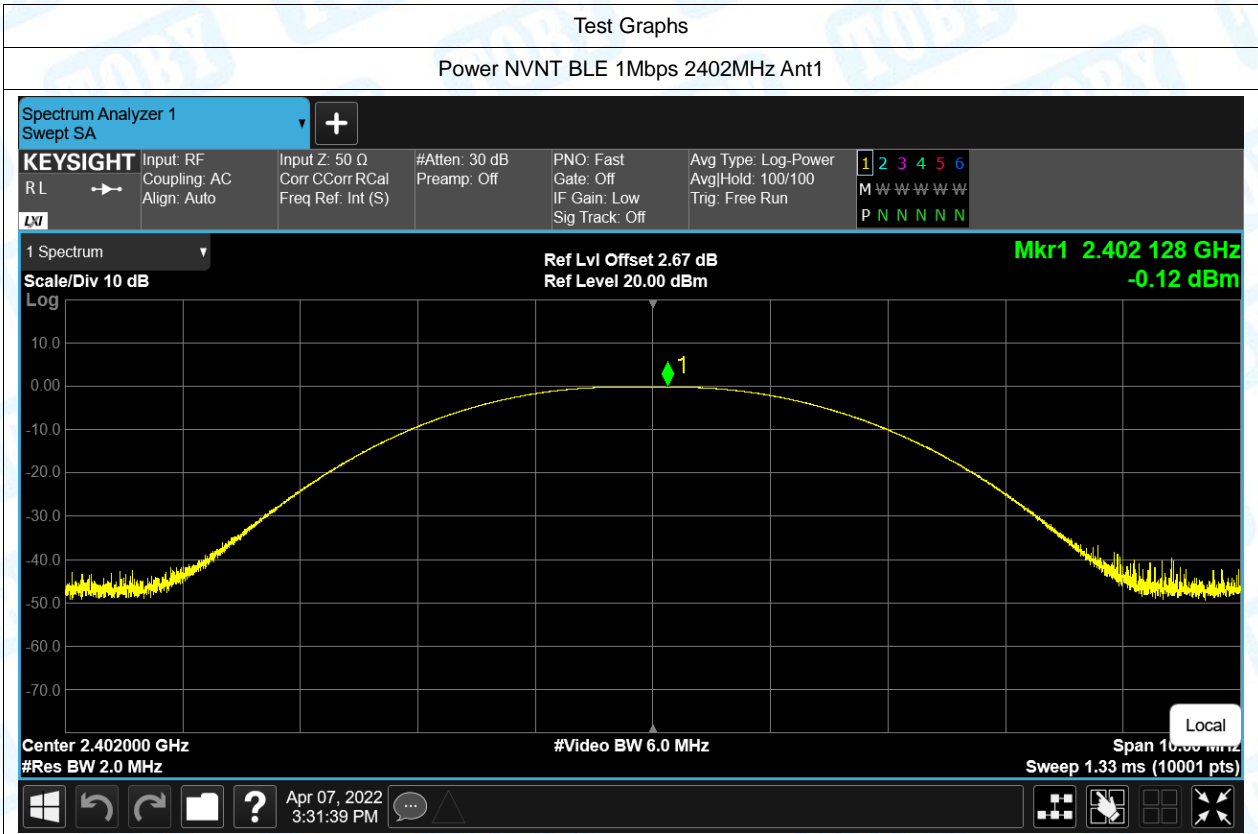 Test Graphs
Power NVNT BLE 1Mbps 2402MHz Ant1
Spectrum Analyzer 1
Swept SA
KEYSIGHT
R L
LXI
Input: RF
Coupling: AC
Align: Auto
Input Z: 50 Ω
Corr CCorr RCal
Freq Ref: Int (S)
#Atten: 30 dB
Preamp: Off
PNO: Fast
Gate: Off
IF Gain: Low
Sig Track: Off
Avg Type: Log-Power
Avg|Hold: 100/100
Trig: Free Run
1 2 3 4 5 6
M W W W W W
P N N N N N
1 Spectrum
Scale/Div 10 dB
Ref Lvl Offset 2.67 dB
Ref Level 20.00 dBm
Mkr1 2.402 128 GHz
-0.12 dBm
Log
10.0
0.00
-10.0
-20.0
-30.0
-40.0
-50.0
-60.0
-70.0
1
Local
Center 2.402000 GHz
#Video BW 6.0 MHz
Span 10.00 MHz
#Res BW 2.0 MHz
Sweep 1.33 ms (10001 pts)
?
Apr 07, 2022
3:31:39 PM
TOBY